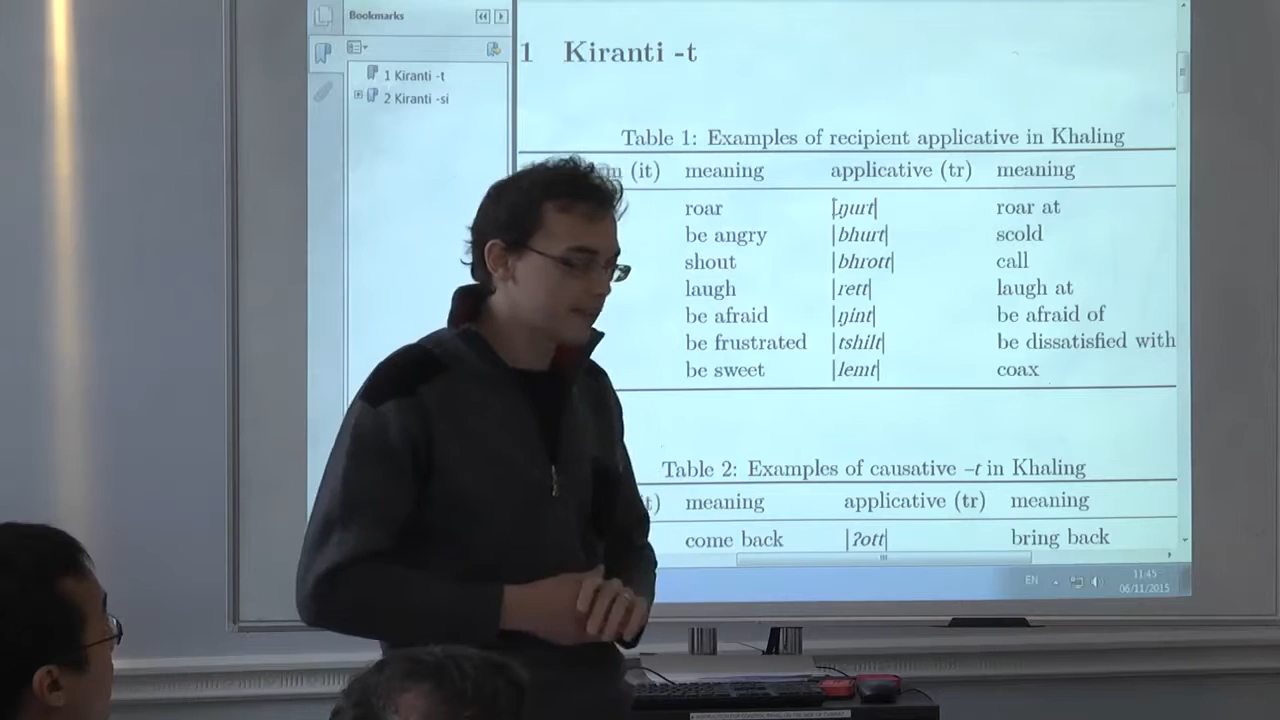 Bookmarks
1 Kiranti -t
2 Kiranti -si
1 Kiranti -t
Table 1: Examples of recipient applicative in Khaling
(it) meaning applicative (tr) meaning
roar |ŋurt| roar at
be angry |bhurt| scold
shout |bhrott| call
laugh |rett| laugh at
be afraid |ŋint| be afraid of
be frustrated |tshilt| be dissatisfied with
be sweet |lemt| coax
Table 2: Examples of causative –t in Khaling
meaning applicative (tr) meaning
come back |ʔott| bring back
EN 11:45
06/11/2015